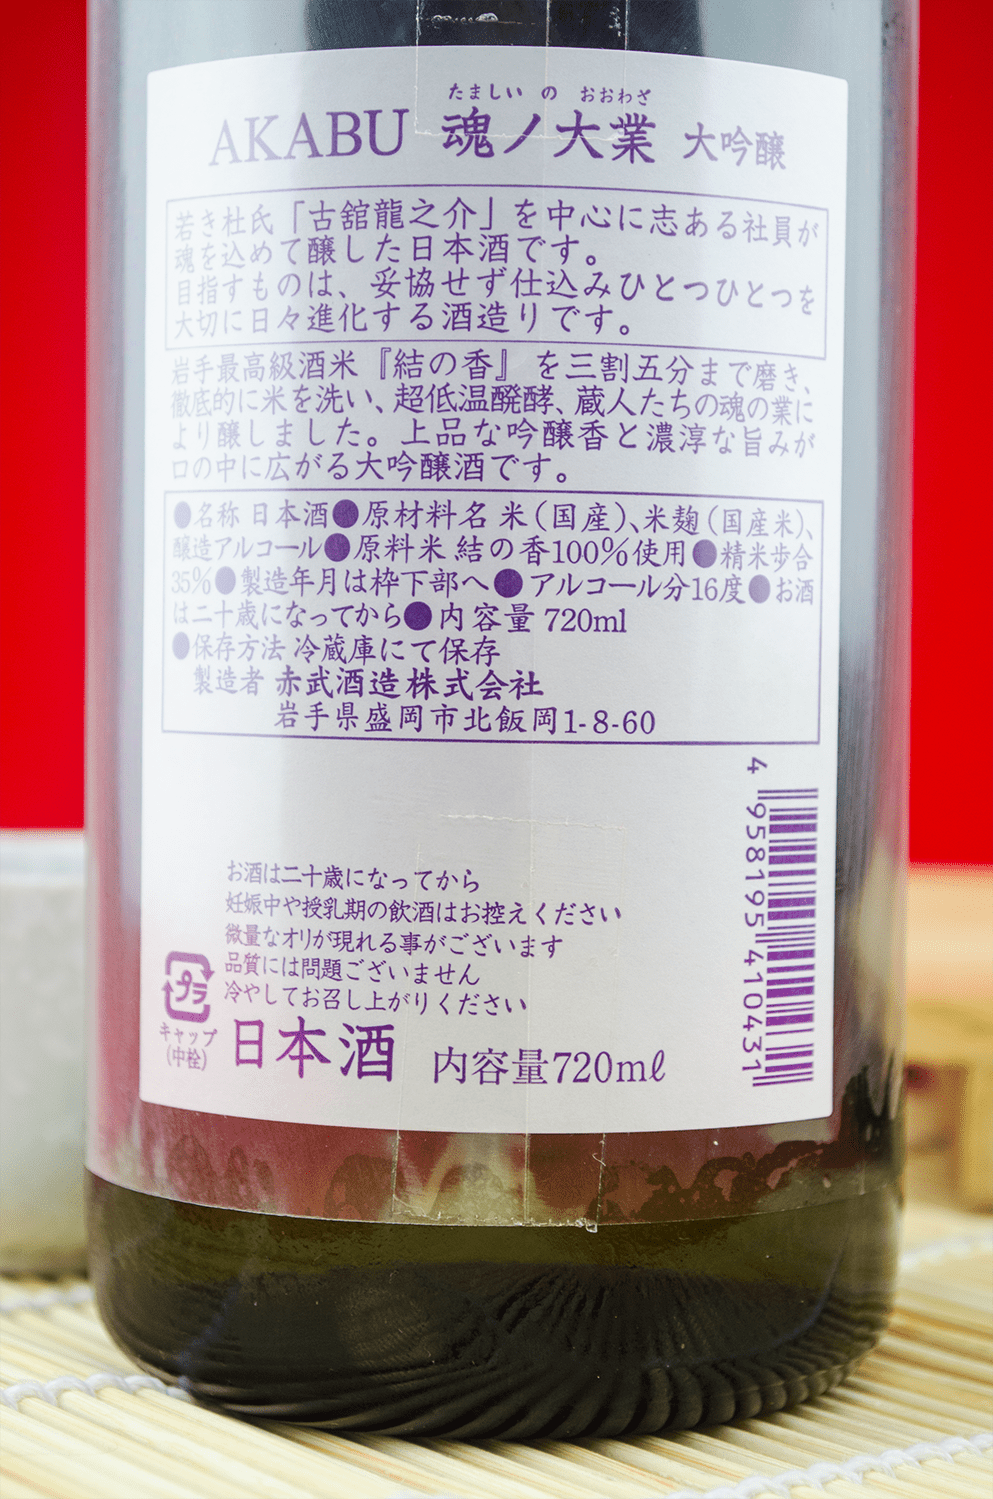 たましい の おおわざ
AKABU 魂ノ大業 大吟醸
若き杜氏「古舘龍之介」を中心に志ある社員が
魂を込めて醸した日本酒です。
目指すものは、妥協せず仕込みひとつひとつを
大切に日々進化する酒造りです。
岩手最高級酒米『結の香』を三割五分まで磨き、
徹底的に米を洗い、超低温醗酵、蔵人たちの魂の業に
より醸しました。上品な吟醸香と濃淳な旨みが
口の中に広がる大吟醸酒です。
●名称 日本酒●原材料名 米（国産）、米麹（国産米）、
醸造アルコール●原料米 結の香100%使用●精米歩合
35%●製造年月は枠下部へ●アルコール分16度●お酒
は二十歳になってから●内容量 720ml
●保存方法 冷蔵庫にて保存
製造者 赤武酒造株式会社
岩手県盛岡市北飯岡1-8-60
お酒は二十歳になってから
妊娠中や授乳期の飲酒はお控えください
微量なオリが現れる事がございます
品質には問題ございません
冷やしてお召し上がりください
プラ
キャップ
(中栓)
日本酒 内容量720mℓ
4 958195 410431